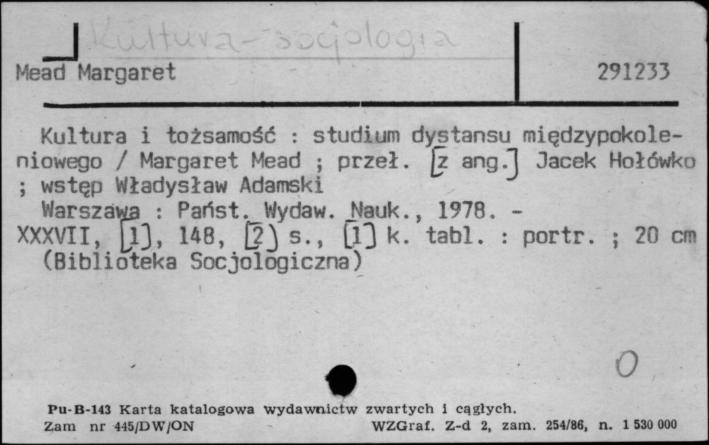 Kultura - socjologia
Mead Margaret 291233
Kultura i tożsamość : studium dystansu międzypokole-
niowego / Margaret Mead ; przeł. [z ang.] Jacek Hołówko
; wstęp Władysław Adamski
Warszawa : Państ. Wydaw. Nauk., 1978. -
XXXVII, [1], 148, [2] s., [1] k. tabl. : portr. ; 20 cm
(Biblioteka Socjologiczna)
O
Pu-B-143 Karta katalogowa wydawnictw zwartych i cągłych.
Zam nr 445/DW/ON WZGraf. Z-d 2, zam. 254/86, n. 1 530 000